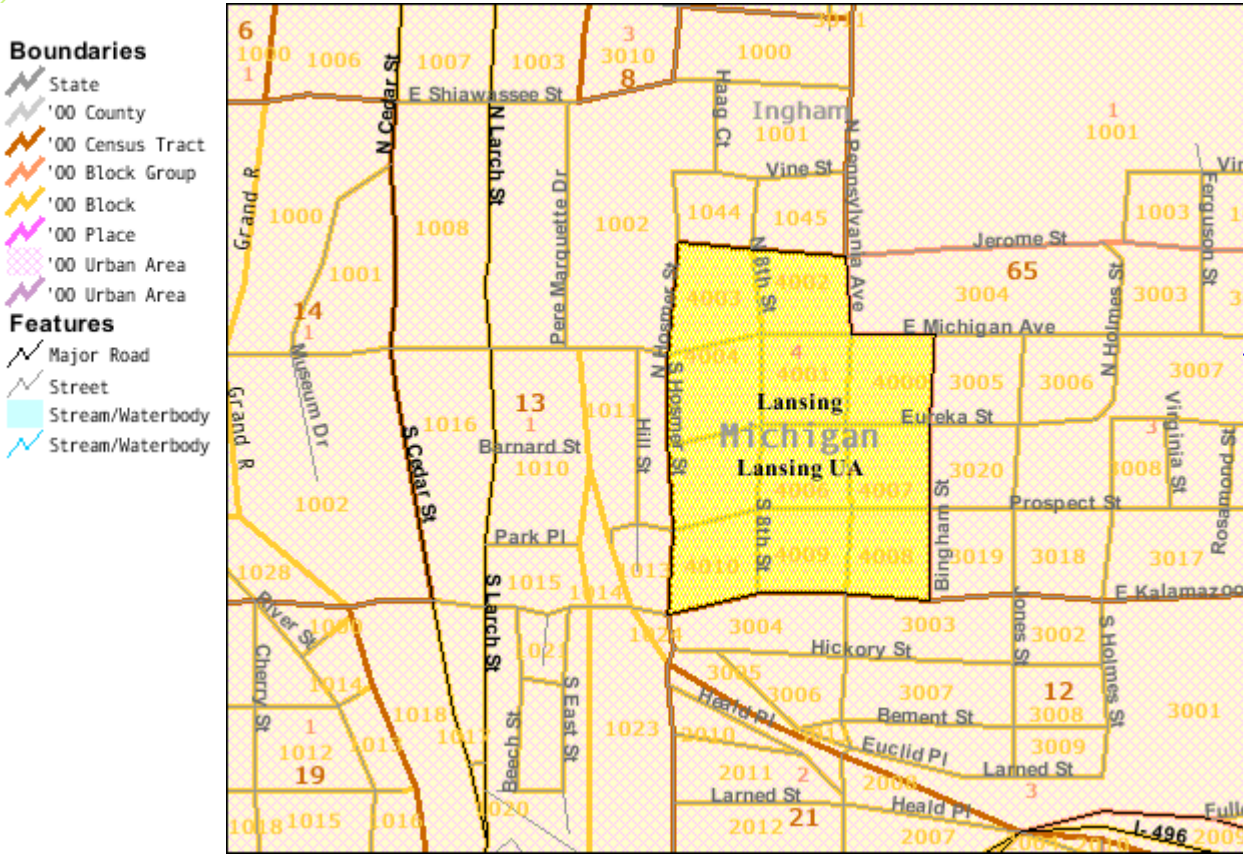 Boundaries
State
'00 County
'00 Census Tract
'00 Block Group
'00 Block
'00 Place
'00 Urban Area
'00 Urban Area
Features
Major Road
Street
Stream/Waterbody
Stream/Waterbody
6
1000
1
1006
N Cedar St
1007
1003
3
3010
8
1000
3011
E Shiawassee St
N Larch St
Haag Ct
Ingham
1001
N Pennsylvania Ave
1
1001
Vine St
Grand R
1000
1008
Pere Marquette Dr
1002
1044
1045
1003
Ferguson St
Jerome St
65
1001
14
1
N Hosmer St
N 8th St
4002
4003
3004
N Holmes St
3003
E Michigan Ave
Museum Dr
4004
4
4001
4000
3005
3006
3007
Grand R
13
1
1011
S Hosmer St
Lansing
Eureka St
Virginia St
1016
S Cedar St
Barnard St
1010
Hill St
Michigan
Lansing UA
3020
3
3008
Rosamond St
1002
4006
4007
Bingham St
Prospect St
Park Pl
S 8th St
4010
4009
4008
3019
3018
3017
1028
1015
1014
1013
E Kalamazoo
River St
1000
S Larch St
1024
3004
3003
Jones St
3002
S Holmes St
Hickory St
Cherry St
1021
1014
3005
3006
3007
12
3001
S East St
Heald Pl
Bement St
3008
1
1018
1023
2010
Euclid Pl
3009
1012
1013
Beech St
2011
2
Larned St
19
2008
3
Larned St
Heald Pl
1020
21
1018
1015
1016
2012
2007
I-496
2009